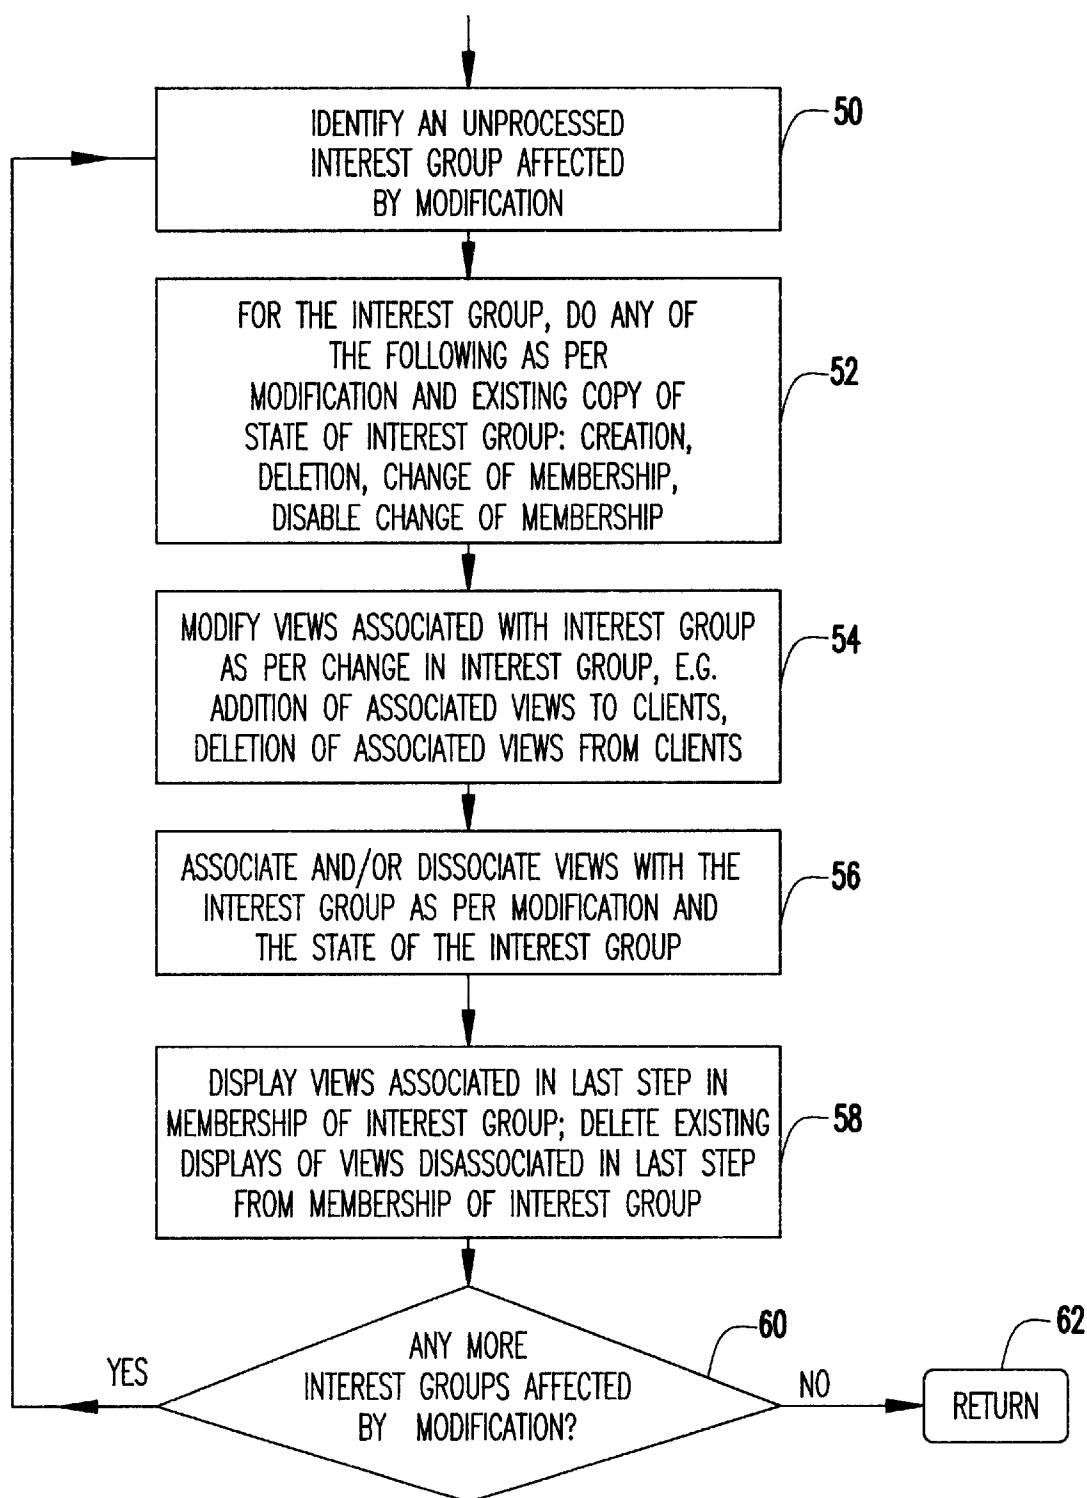 IDENTIFY AN UNPROCESSED
INTEREST GROUP AFFECTED
BY MODIFICATION
50
FOR THE INTEREST GROUP, DO ANY OF
THE FOLLOWING AS PER
MODIFICATION AND EXISTING COPY OF
STATE OF INTEREST GROUP: CREATION,
DELETION, CHANGE OF MEMBERSHIP,
DISABLE CHANGE OF MEMBERSHIP
52
MODIFY VIEWS ASSOCIATED WITH INTEREST GROUP
AS PER CHANGE IN INTEREST GROUP, E.G.
ADDITION OF ASSOCIATED VIEWS TO CLIENTS,
DELETION OF ASSOCIATED VIEWS FROM CLIENTS
54
ASSOCIATE AND/OR DISSOCIATE VIEWS WITH THE
INTEREST GROUP AS PER MODIFICATION AND
THE STATE OF THE INTEREST GROUP
56
DISPLAY VIEWS ASSOCIATED IN LAST STEP IN
MEMBERSHIP OF INTEREST GROUP; DELETE EXISTING
DISPLAYS OF VIEWS DISASSOCIATED IN LAST STEP
FROM MEMBERSHIP OF INTEREST GROUP
58
ANY MORE
INTEREST GROUPS AFFECTED
BY MODIFICATION?
60
YES
NO
RETURN
62